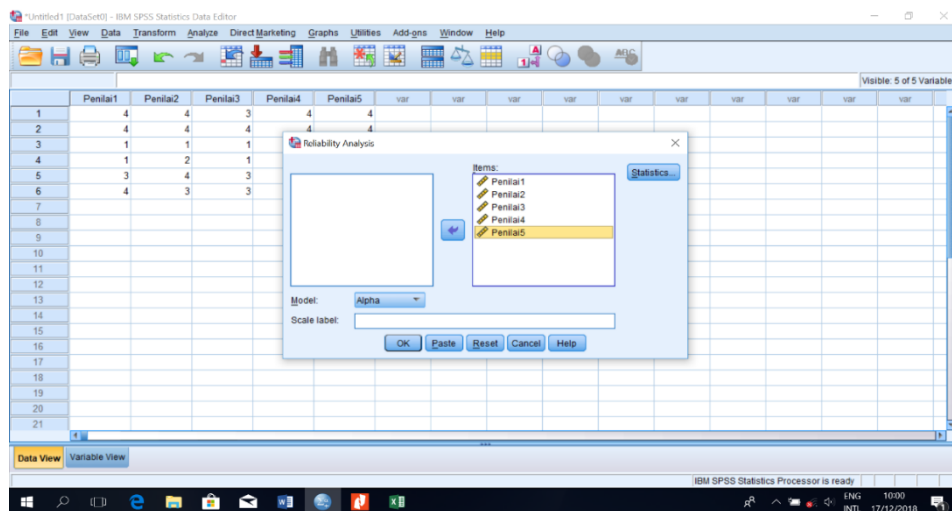 *Untitled1 [DataSet0] - IBM SPSS Statistics Data Editor
File Edit View Data Transform Analyze Direct Marketing Graphs Utilities Add-ons Window Help
Visible: 5 of 5 Variable
Penilai1 Penilai2 Penilai3 Penilai4 Penilai5 var var var var var var var var var var
1 4 4 3 4 4
2 4 4 4 4 4
3 1 1 1
4 1 2 1
5 3 4 3
6 4 3 3
7
8
9
10
11
12
13
14
15
16
17
18
19
20
21
Reliability Analysis
Items:
Statistics...
Penilai1
Penilai2
Penilai3
Penilai4
Penilai5
Model: Alpha
Scale label:
OK Paste Reset Cancel Help
Data View Variable View
IBM SPSS Statistics Processor is ready
ENG 10:00
INTL 17/12/2018